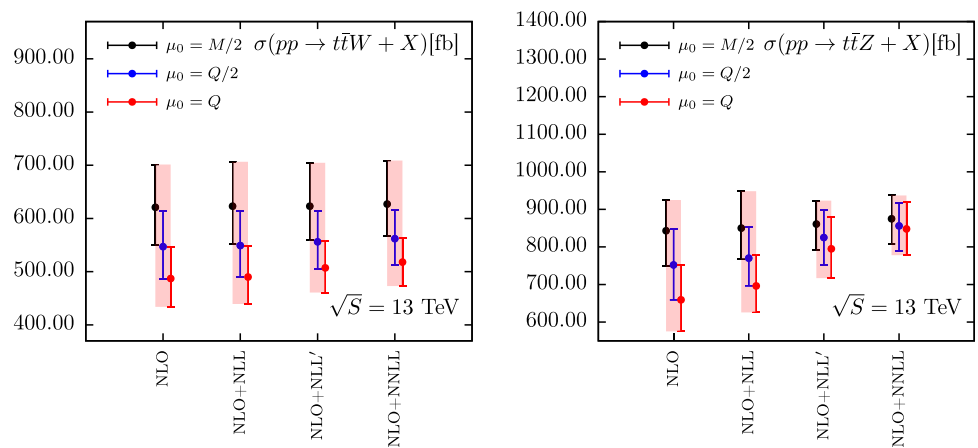 μ₀ = M/2 σ(pp → tt̄W + X)[fb]
μ₀ = Q/2
μ₀ = Q
900.00
800.00
700.00
600.00
500.00
400.00
√S = 13 TeV
NLO
NLO+NLL
NLO+NLL′
NLO+NNLL
μ₀ = M/2 σ(pp → tt̄Z + X)[fb]
μ₀ = Q/2
μ₀ = Q
1400.00
1300.00
1200.00
1100.00
1000.00
900.00
800.00
700.00
600.00
√S = 13 TeV
NLO
NLO+NLL
NLO+NLL′
NLO+NNLL